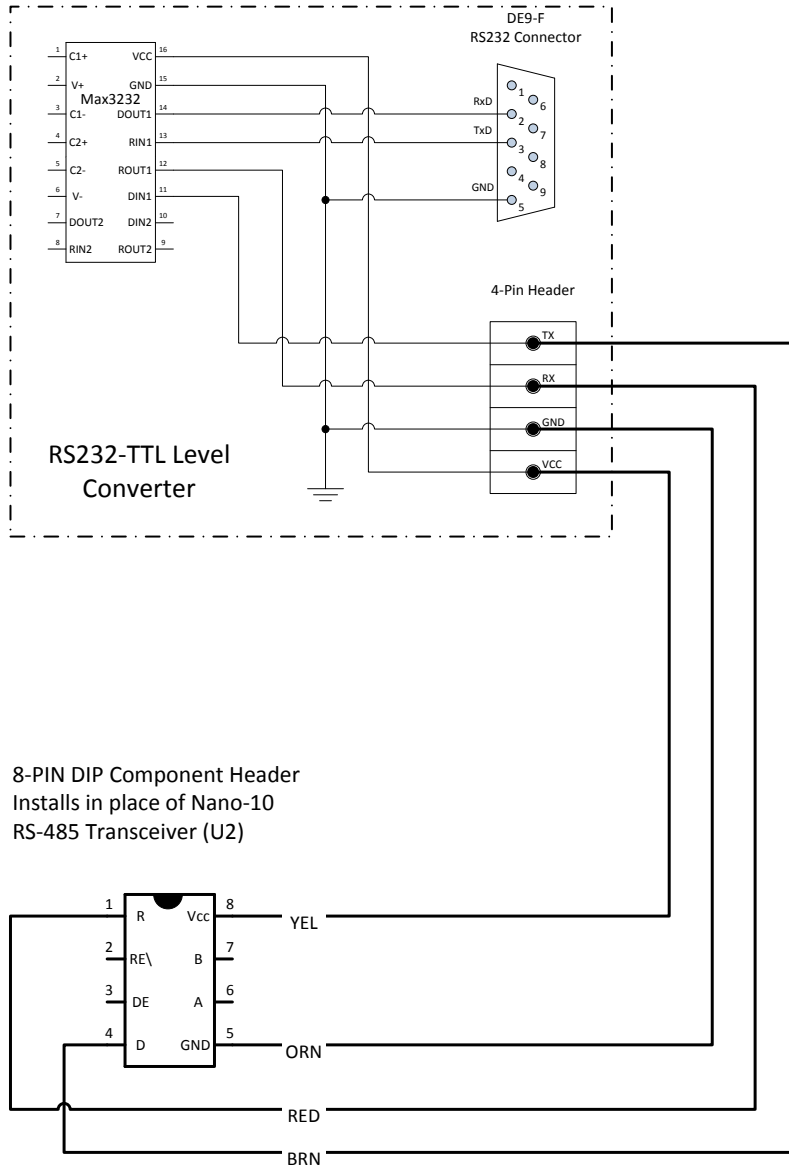 DE9-F
RS232 Connector
1 C1+ VCC 16
2 V+ GND 15
Max3232
3 C1- DOUT1 14
4 C2+ RIN1 13
5 C2- ROUT1 12
6 V- DIN1 11
7 DOUT2 DIN2 10
8 RIN2 ROUT2 9
RxD
TxD
GND
1
6
2
7
3
8
4
9
5
4-Pin Header
TX
RX
GND
VCC
RS232-TTL Level
Converter
8-PIN DIP Component Header
Installs in place of Nano-10
RS-485 Transceiver (U2)
1 R Vcc 8
YEL
2 RE\ B 7
3 DE A 6
4 D GND 5
ORN
RED
BRN